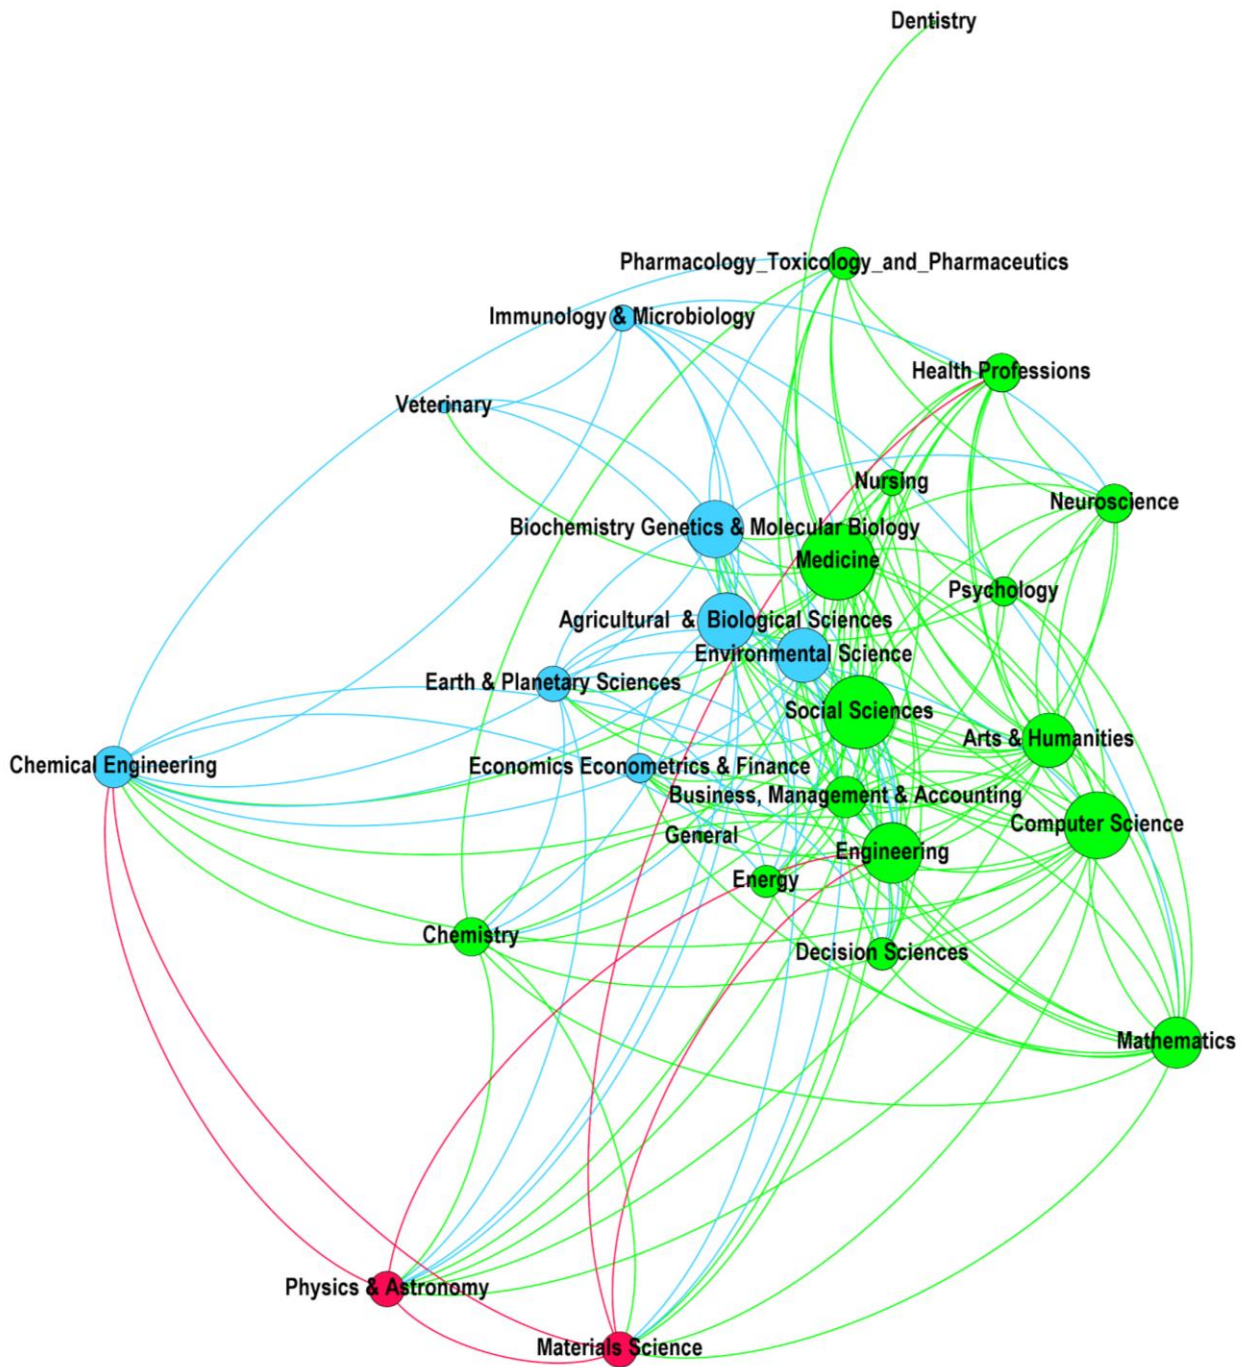 Dentistry
Pharmacology_Toxicology_and_Pharmaceutics
Immunology & Microbiology
Health Professions
Veterinary
Nursing
Neuroscience
Biochemistry Genetics & Molecular Biology
Medicine
Psychology
Agricultural & Biological Sciences
Environmental Science
Earth & Planetary Sciences
Social Sciences
Arts & Humanities
Chemical Engineering
Economics Econometrics & Finance
Business, Management & Accounting
Computer Science
General
Engineering
Energy
Chemistry
Decision Sciences
Mathematics
Physics & Astronomy
Materials Science